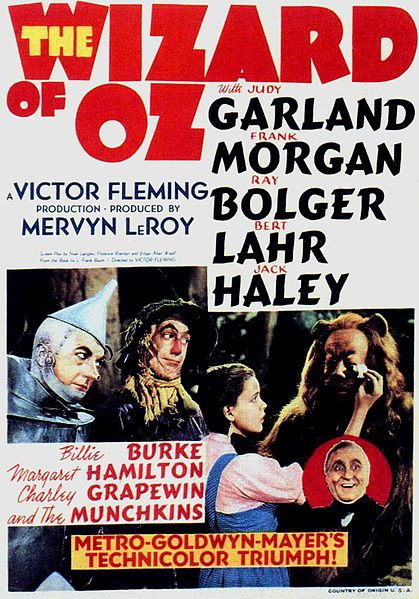 THE WIZARD
OF OZ
With JUDY
GARLAND
FRANK
MORGAN
RAY
BOLGER
BERT
LAHR
JACK
HALEY
A VICTOR FLEMING
PRODUCTION · PRODUCED BY
MERVYN LeROY
Screen Play by Noel Langley, Florence Ryerson and Edgar Allan Woolf
From the Book by L. Frank Baum · Directed by VICTOR FLEMING
Billie BURKE
Margaret HAMILTON
Charley GRAPEWIN
and The MUNCHKINS
METRO-GOLDWYN-MAYER'S
TECHNICOLOR TRIUMPH!
COUNTRY OF ORIGIN U.S.A.